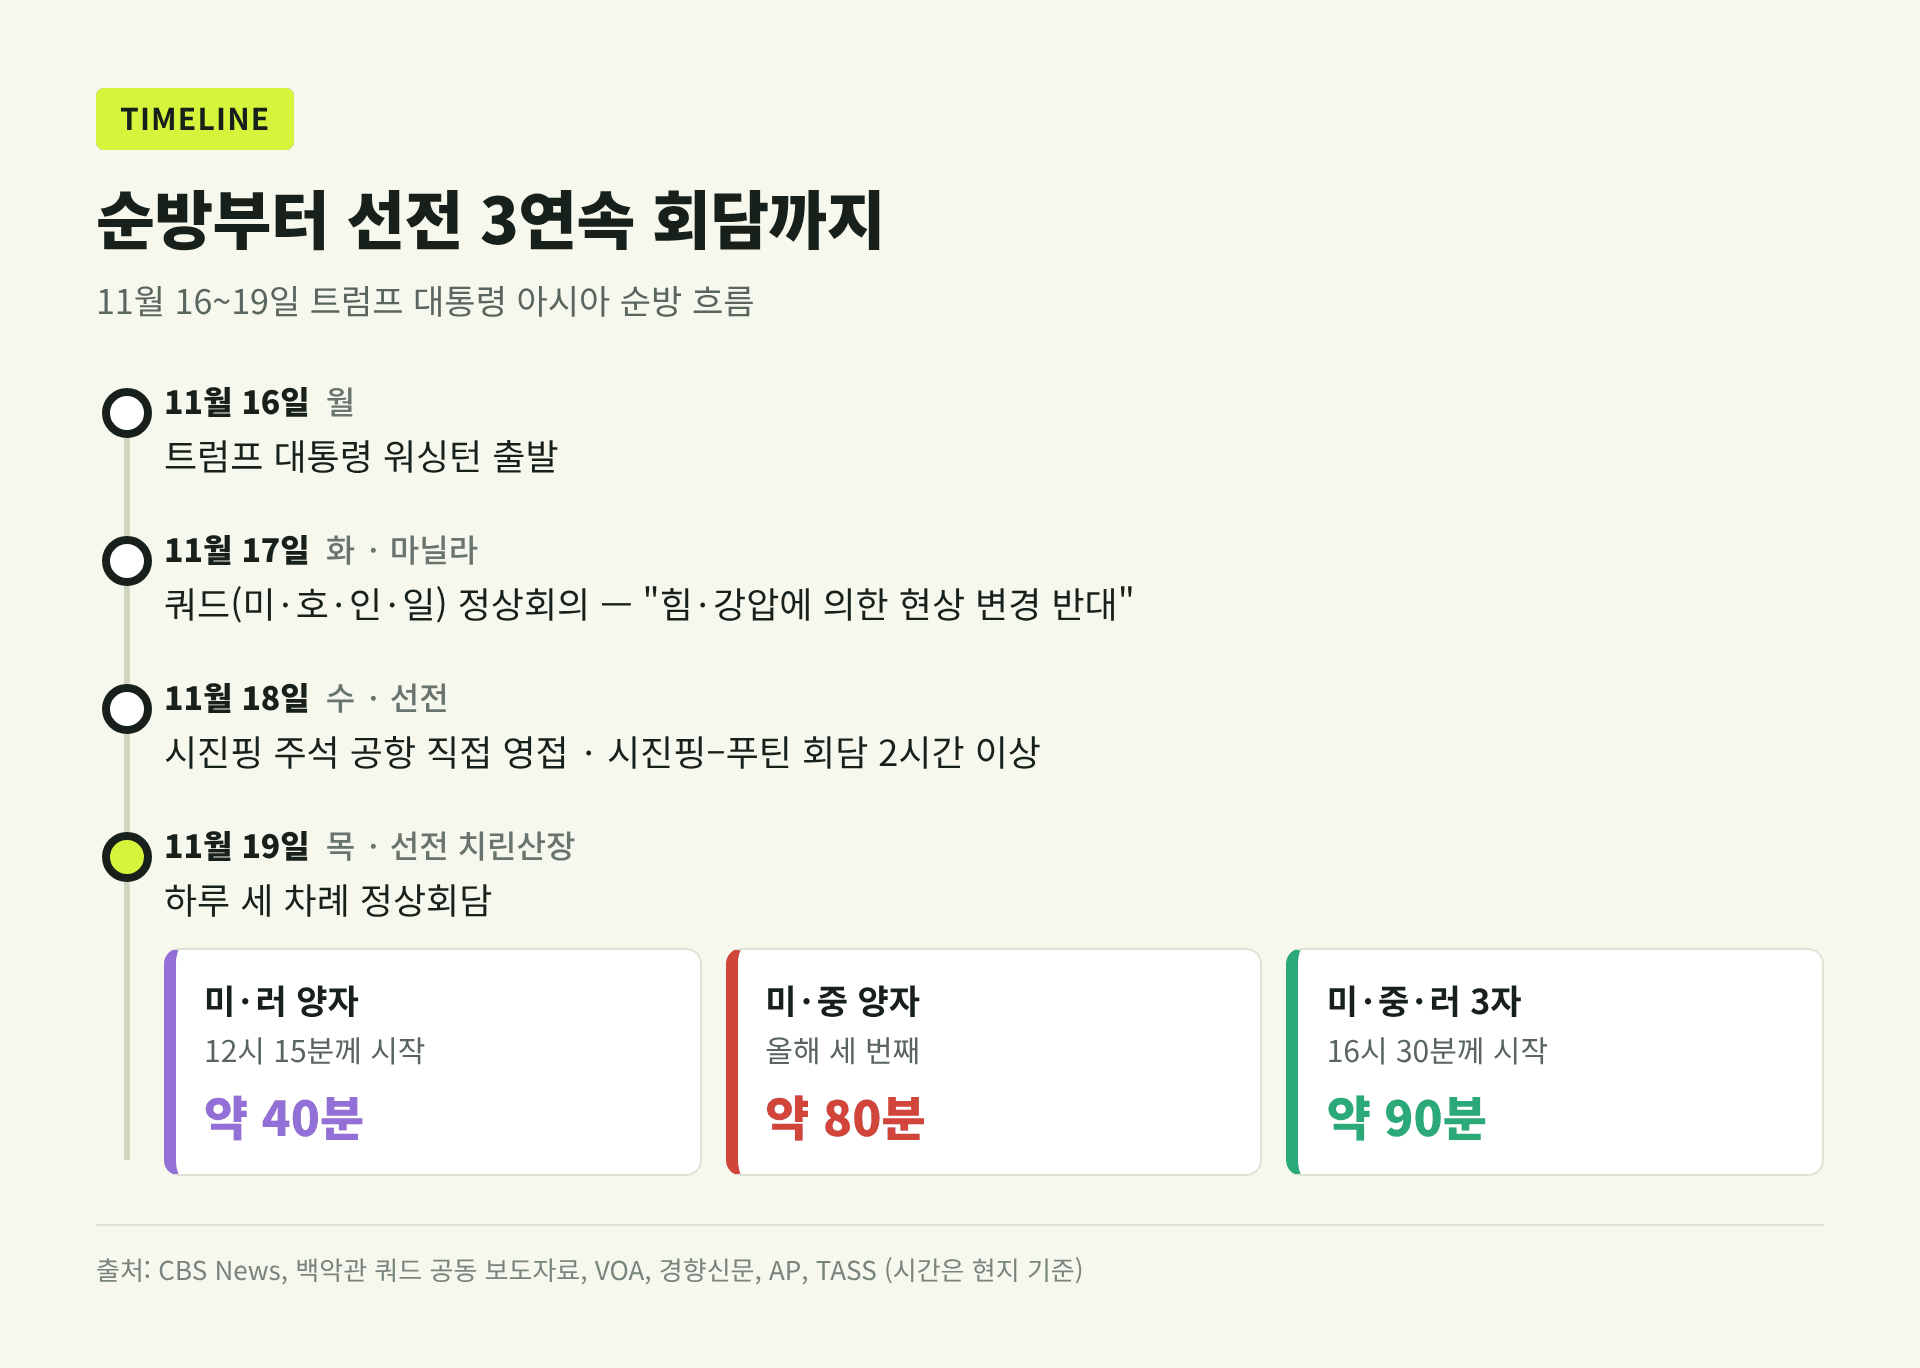 TIMELINE
순방부터 선전 3연속 회담까지
11월 16~19일 트럼프 대통령 아시아 순방 흐름
11월 16일 월
트럼프 대통령 워싱턴 출발
11월 17일 화 · 마닐라
쿼드(미·호·인·일) 정상회의 — "힘·강압에 의한 현상 변경 반대"
11월 18일 수 · 선전
시진핑 주석 공항 직접 영접 · 시진핑–푸틴 회담 2시간 이상
11월 19일 목 · 선전 치린산장
하루 세 차례 정상회담
미·러 양자
12시 15분께 시작
약 40분
미·중 양자
올해 세 번째
약 80분
미·중·러 3자
16시 30분께 시작
약 90분
출처: CBS News, 백악관 쿼드 공동 보도자료, VOA, 경향신문, AP, TASS (시간은 현지 기준)